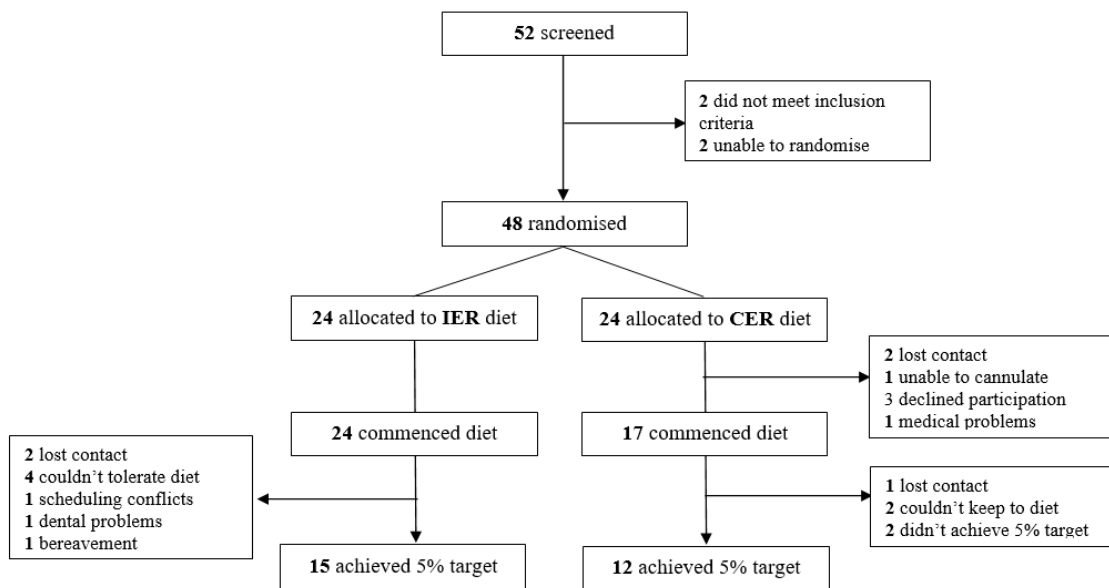 52 screened
2 did not meet inclusion
criteria
2 unable to randomise
48 randomised
24 allocated to IER diet
24 allocated to CER diet
2 lost contact
1 unable to cannulate
3 declined participation
1 medical problems
24 commenced diet
17 commenced diet
2 lost contact
4 couldn’t tolerate diet
1 scheduling conflicts
1 dental problems
1 bereavement
1 lost contact
2 couldn’t keep to diet
2 didn’t achieve 5% target
15 achieved 5% target
12 achieved 5% target